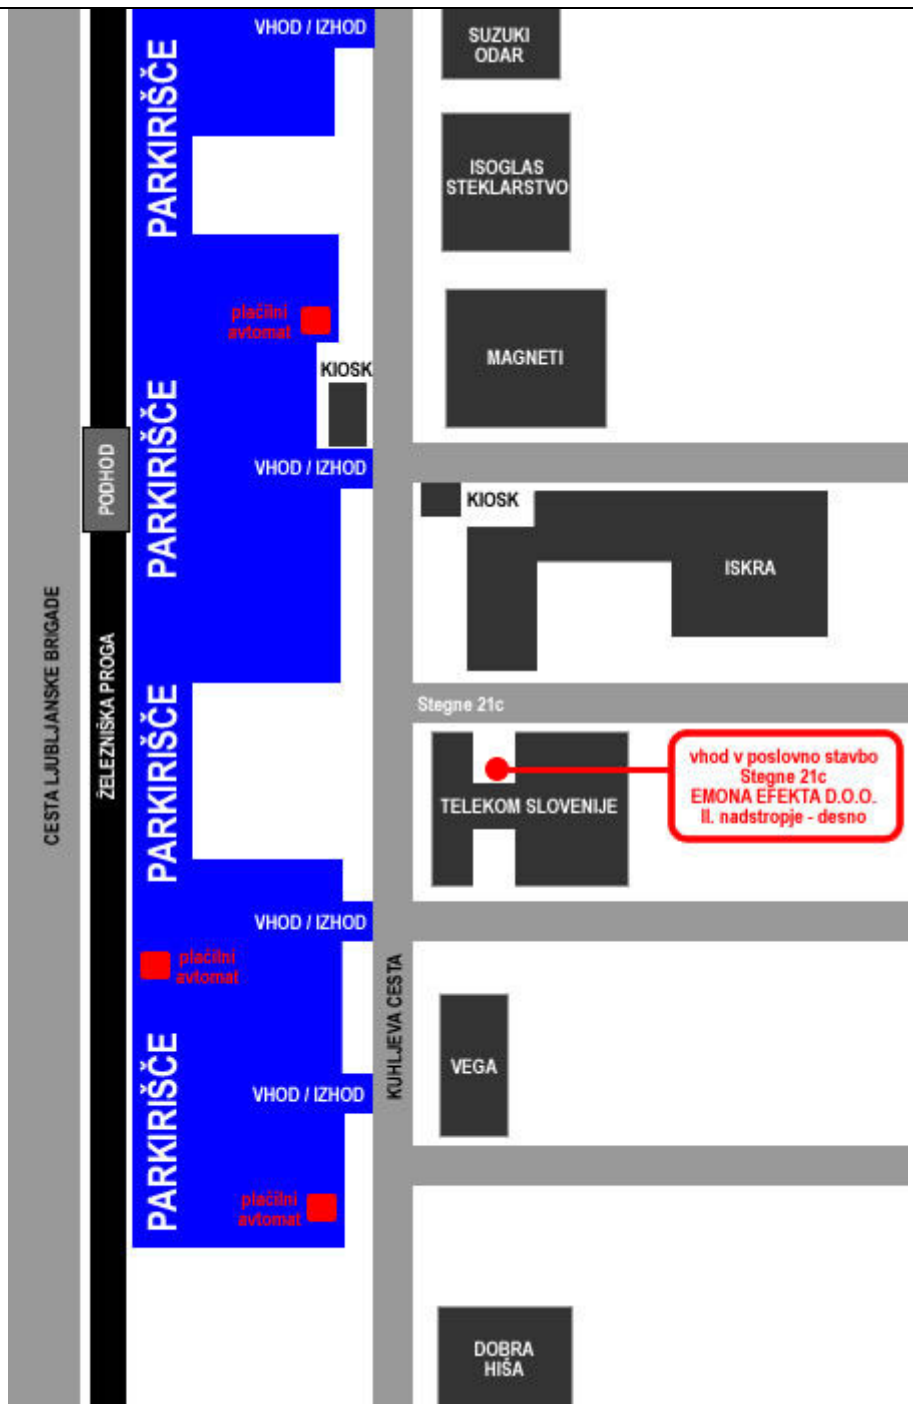 VHOD / IZHOD
SUZUKI
ODAR
PARKIRIŠČE
ISOGLAS
STEKLARSTVO
plačilni
avtomat
MAGNETI
KIOSK
PARKIRIŠČE
PODHOD
VHOD / IZHOD
KIOSK
ISKRA
CESTA LJUBLJANSKE BRIGADE
ŽELEZNIŠKA PROGA
PARKIRIŠČE
Stegne 21c
vhod v poslovno stavbo
Stegne 21c
EMONA EFEKTA D.O.O.
II. nadstropje - desno
TELEKOM SLOVENIJE
VHOD / IZHOD
plačilni
avtomat
KUHLJEVA CESTA
PARKIRIŠČE
VEGA
VHOD / IZHOD
plačilni
avtomat
DOBRA
HIŠA